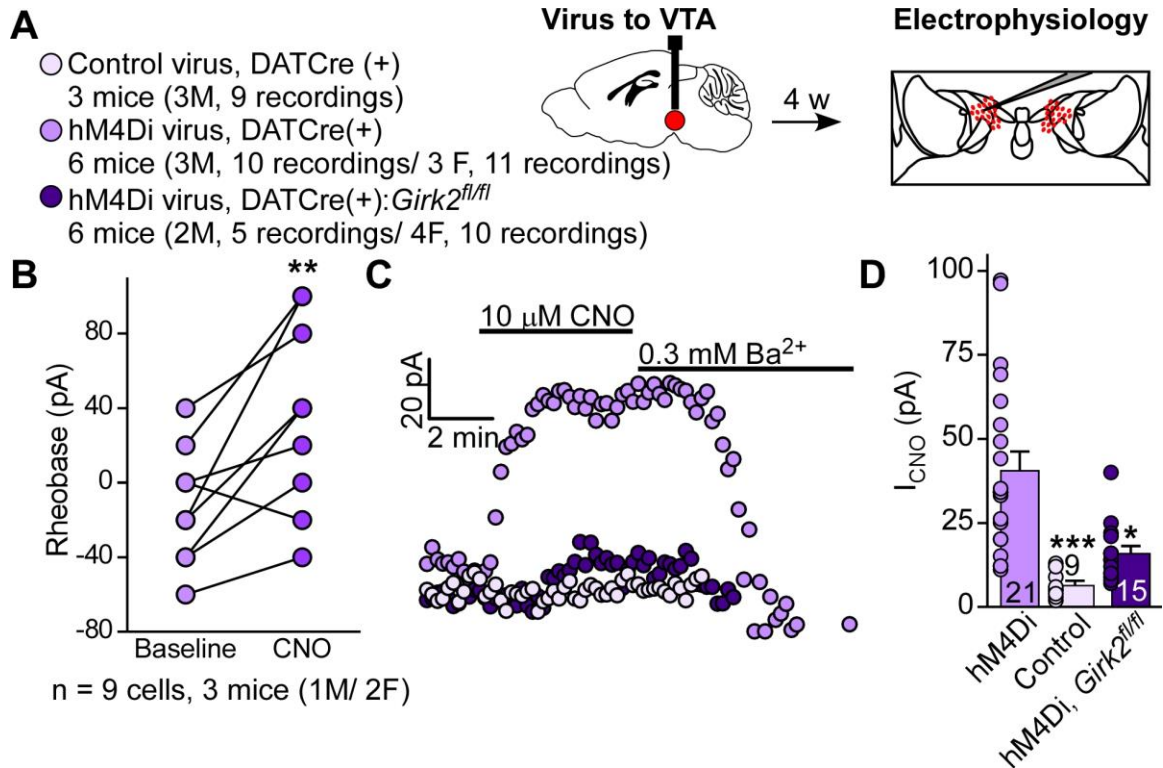 A
Control virus, DATCre (+)
3 mice (3M, 9 recordings)
hM4Di virus, DATCre(+)
6 mice (3M, 10 recordings/ 3 F, 11 recordings)
hM4Di virus, DATCre(+):Girk2fl/fl
6 mice (2M, 5 recordings/ 4F, 10 recordings)
Virus to VTA
4 w
Electrophysiology
B
**
Rheobase (pA)
80
40
0
-40
-80
Baseline
CNO
n = 9 cells, 3 mice (1M/ 2F)
C
10 μM CNO
0.3 mM Ba2+
20 pA
2 min
D
ICNO (pA)
100
75
50
25
0
***
*
21
9
15
hM4Di
Control
hM4Di, Girk2fl/fl